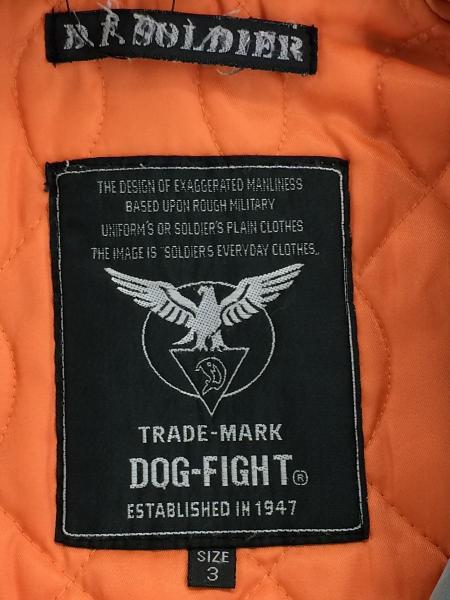 D.F.SOLDIER
THE DESIGN OF EXAGGERATED MANLINESS
BASED UPON ROUGH MILITARY
UNIFORM'S OR SOLDIER'S PLAIN CLOTHES
THE IMAGE IS "SOLDIER'S EVERYDAY CLOTHES„
TRADE-MARK
DOG-FIGHT®
ESTABLISHED IN 1947
SIZE
3